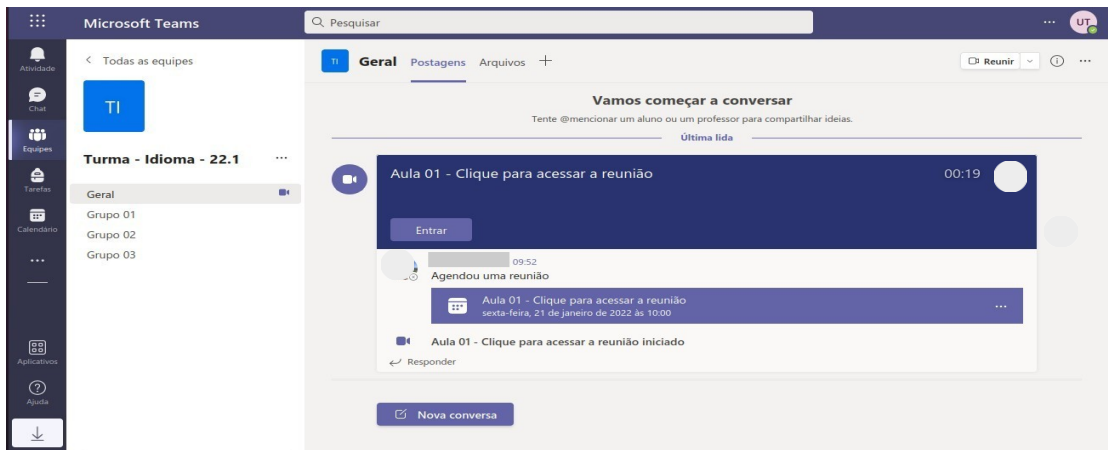 Microsoft Teams
Pesquisar
UT
Atividade
Chat
Equipes
Tarefas
Calendário
Aplicativos
Ajuda
Todas as equipes
TI
Turma - Idioma - 22.1
Geral
Grupo 01
Grupo 02
Grupo 03
TI Geral Postagens Arquivos
Reunir
Vamos começar a conversar
Tente @mencionar um aluno ou um professor para compartilhar ideias.
Última lida
Aula 01 - Clique para acessar a reunião 00:19
Entrar
09:52
Agendou uma reunião
Aula 01 - Clique para acessar a reunião
sexta-feira, 21 de janeiro de 2022 às 10:00
Aula 01 - Clique para acessar a reunião iniciado
Responder
Nova conversa